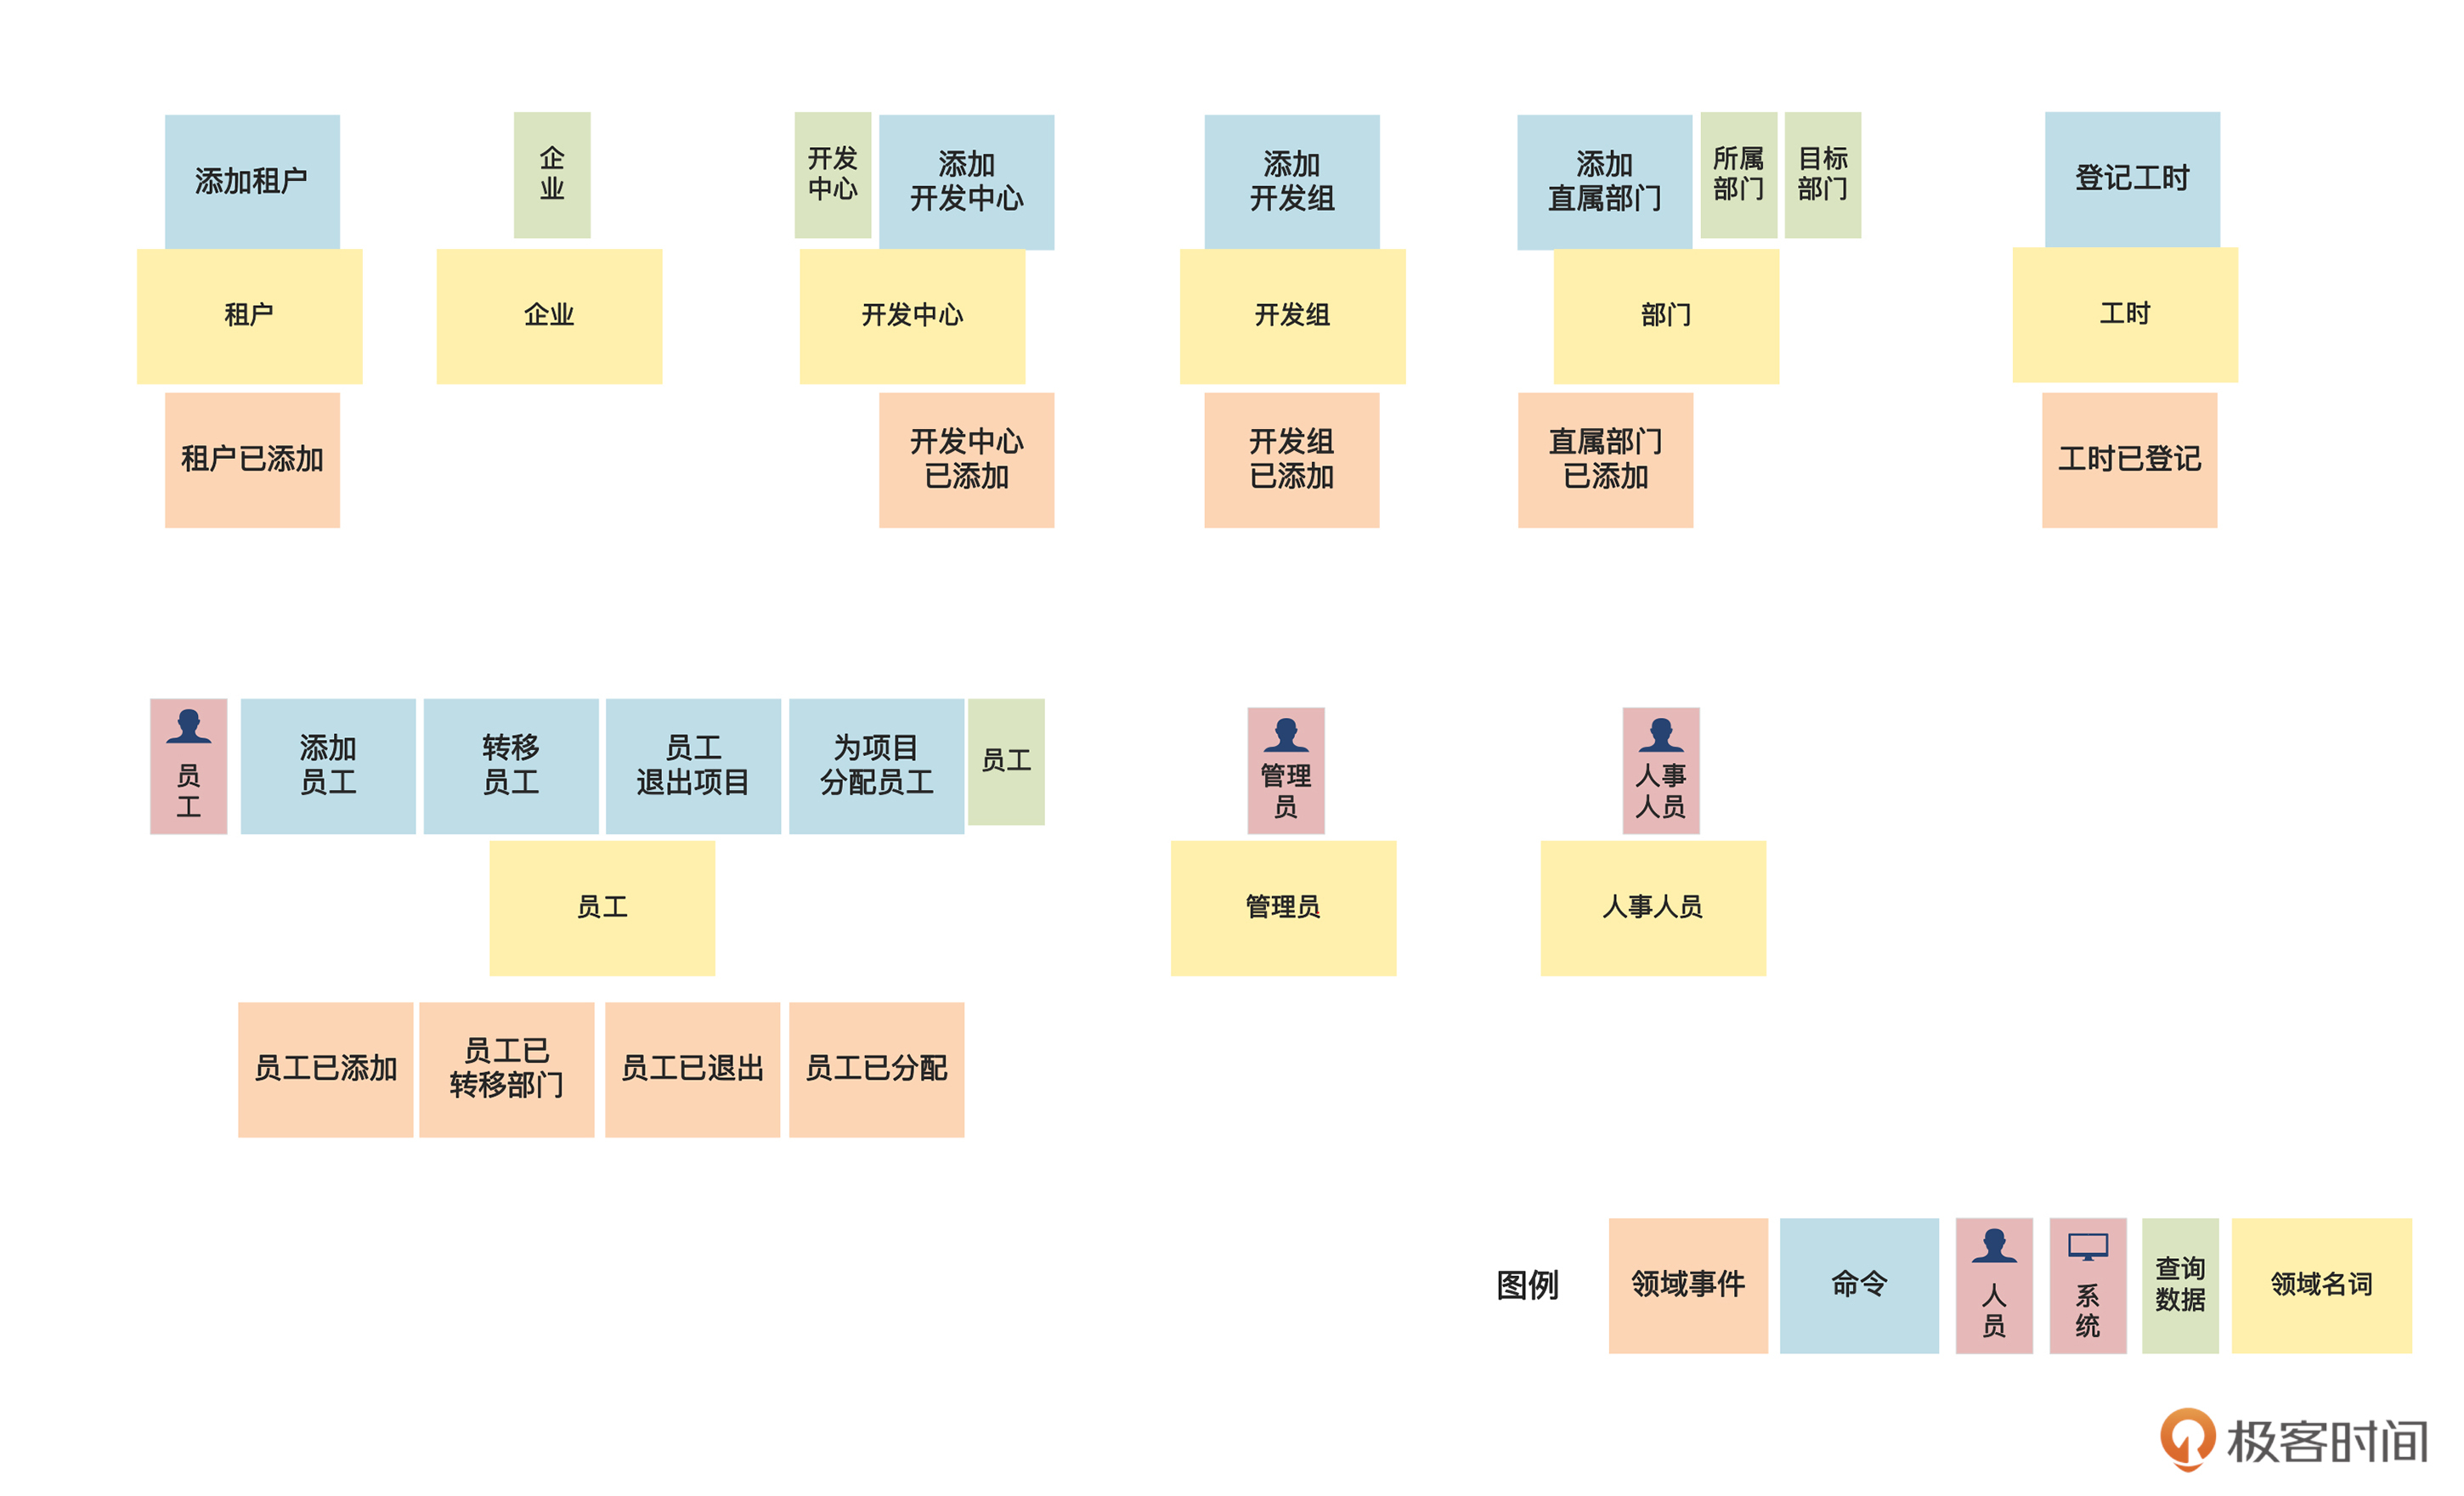 添加租户
企
业
开发
中心
添加
开发中心
添加
开发组
添加
直属部门
所属
部门
目标
部门
登记工时
租户
企业
开发中心
开发组
部门
工时
租户已添加
开发中心
已添加
开发组
已添加
直属部门
已添加
工时已登记
员
工
添加
员工
转移
员工
员工
退出项目
为项目
分配员工
员工
管理
员
人事
人员
员工
管理员
人事人员
员工已添加
员工已
转移部门
员工已退出
员工已分配
图例
领域事件
命令
人
员
系
统
查询
数据
领域名词
极客时间